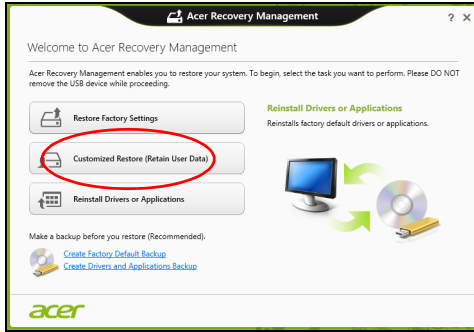 Acer Recovery Management
? X
Welcome to Acer Recovery Management
Acer Recovery Management enables you to restore your system. To begin, select the task you want to perform. Please DO NOT
remove the USB device while proceeding.
Restore Factory Settings
Customized Restore (Retain User Data)
Reinstall Drivers or Applications
Reinstall Drivers or Applications
Reinstalls factory default drivers or applications.
Make a backup before you restore (Recommended).
Create Factory Default Backup
Create Drivers and Applications Backup
acer